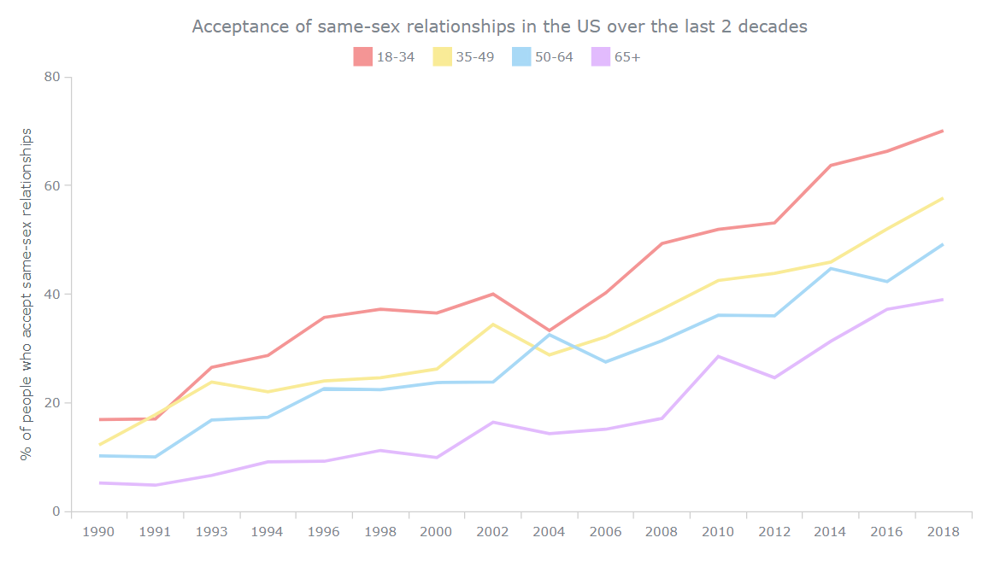 Acceptance of same-sex relationships in the US over the last 2 decades
18-34 35-49 50-64 65+
% of people who accept same-sex relationships
80
60
40
20
0
1990 1991 1993 1994 1996 1998 2000 2002 2004 2006 2008 2010 2012 2014 2016 2018